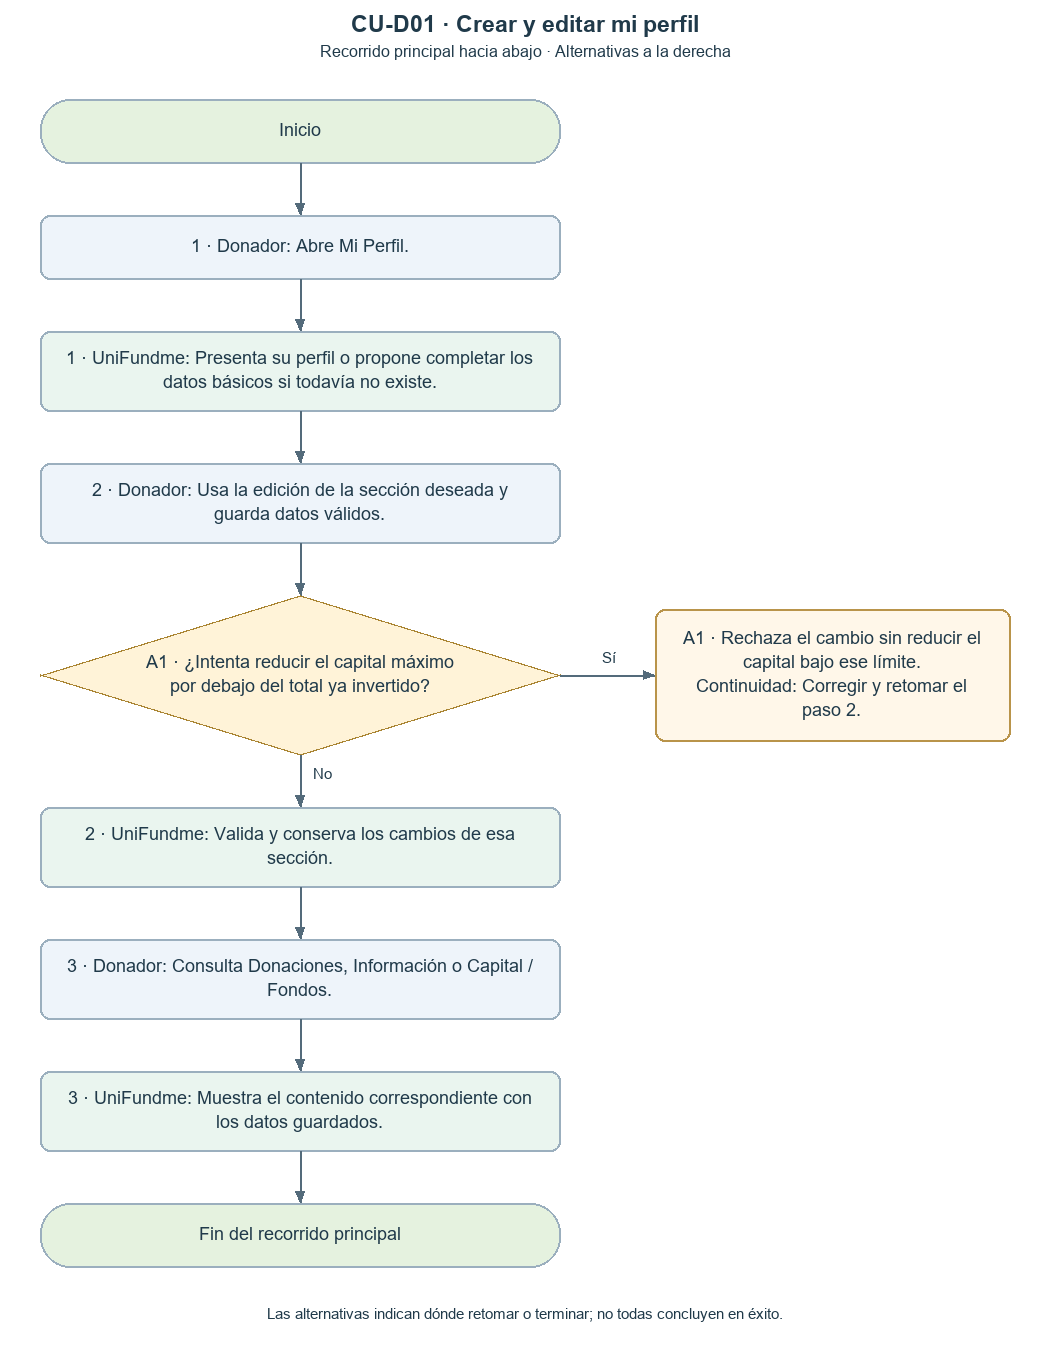 CU-D01 · Crear y editar mi perfil
Recorrido principal hacia abajo · Alternativas a la derecha
Inicio
1 · Donador: Abre Mi Perfil.
1 · UniFundme: Presenta su perfil o propone completar los
datos básicos si todavía no existe.
2 · Donador: Usa la edición de la sección deseada y
guarda datos válidos.
A1 · ¿Intenta reducir el capital máximo
por debajo del total ya invertido?
Sí
A1 · Rechaza el cambio sin reducir el
capital bajo ese límite.
Continuidad: Corregir y retomar el
paso 2.
No
2 · UniFundme: Valida y conserva los cambios de esa
sección.
3 · Donador: Consulta Donaciones, Información o Capital /
Fondos.
3 · UniFundme: Muestra el contenido correspondiente con
los datos guardados.
Fin del recorrido principal
Las alternativas indican dónde retomar o terminar; no todas concluyen en éxito.